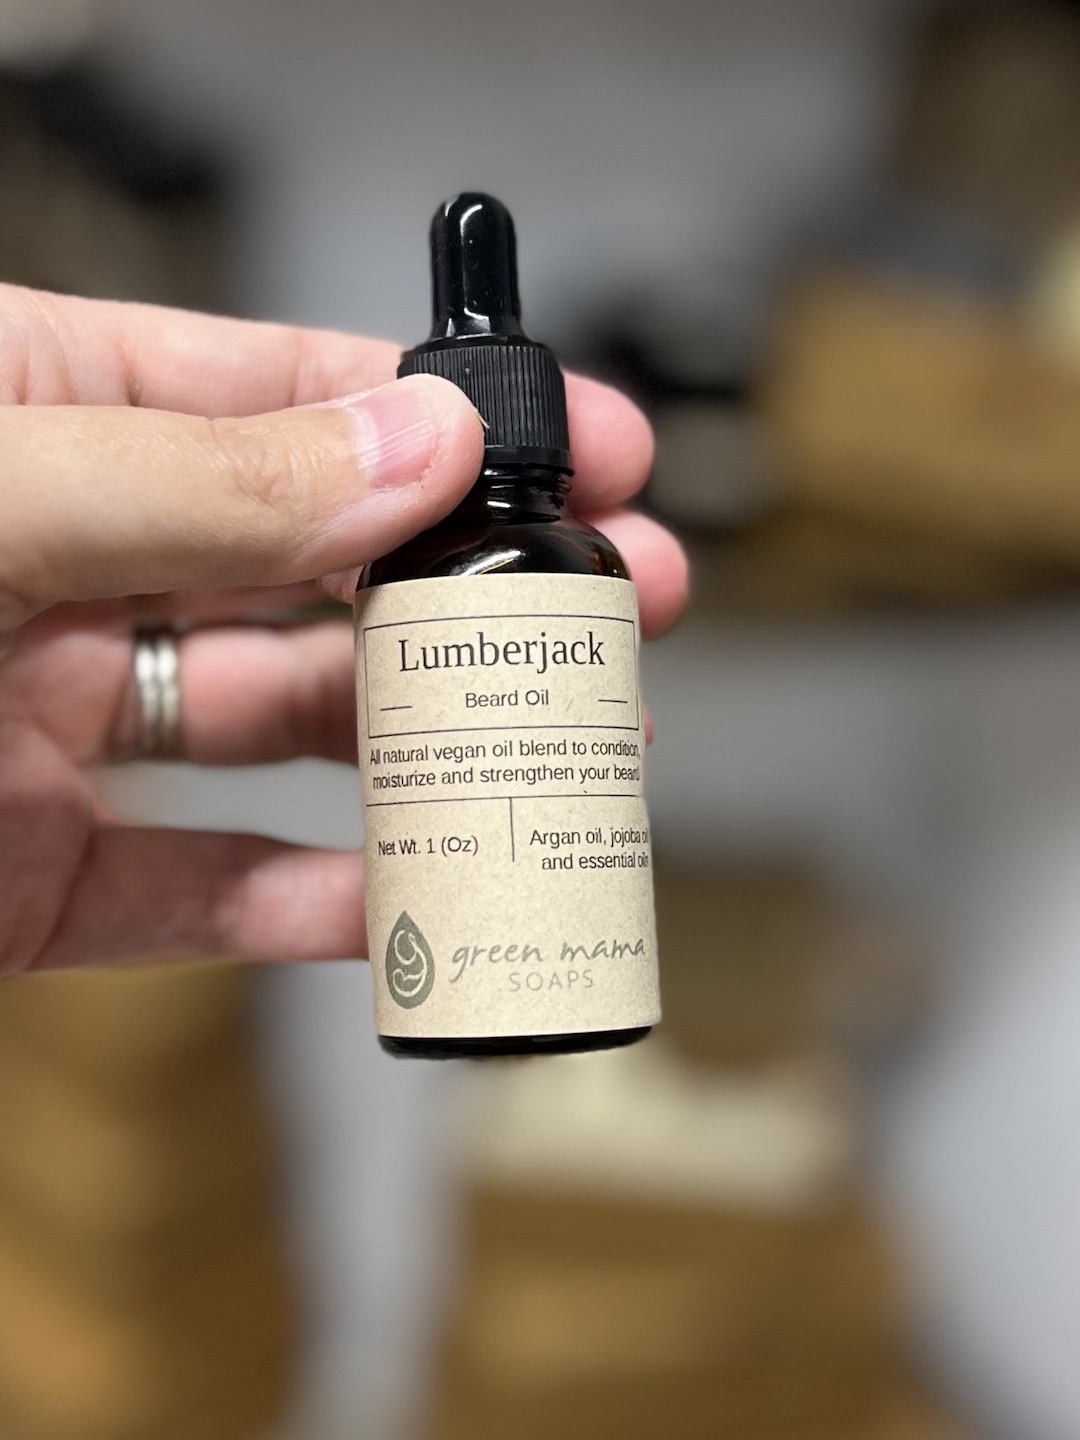 Lumberjack
Beard Oil
All natural vegan oil blend to condition,
moisturize and strengthen your beard
Net Wt. 1 (Oz)
Argan oil, jojoba oil
and essential oils
green mama
SOAPS